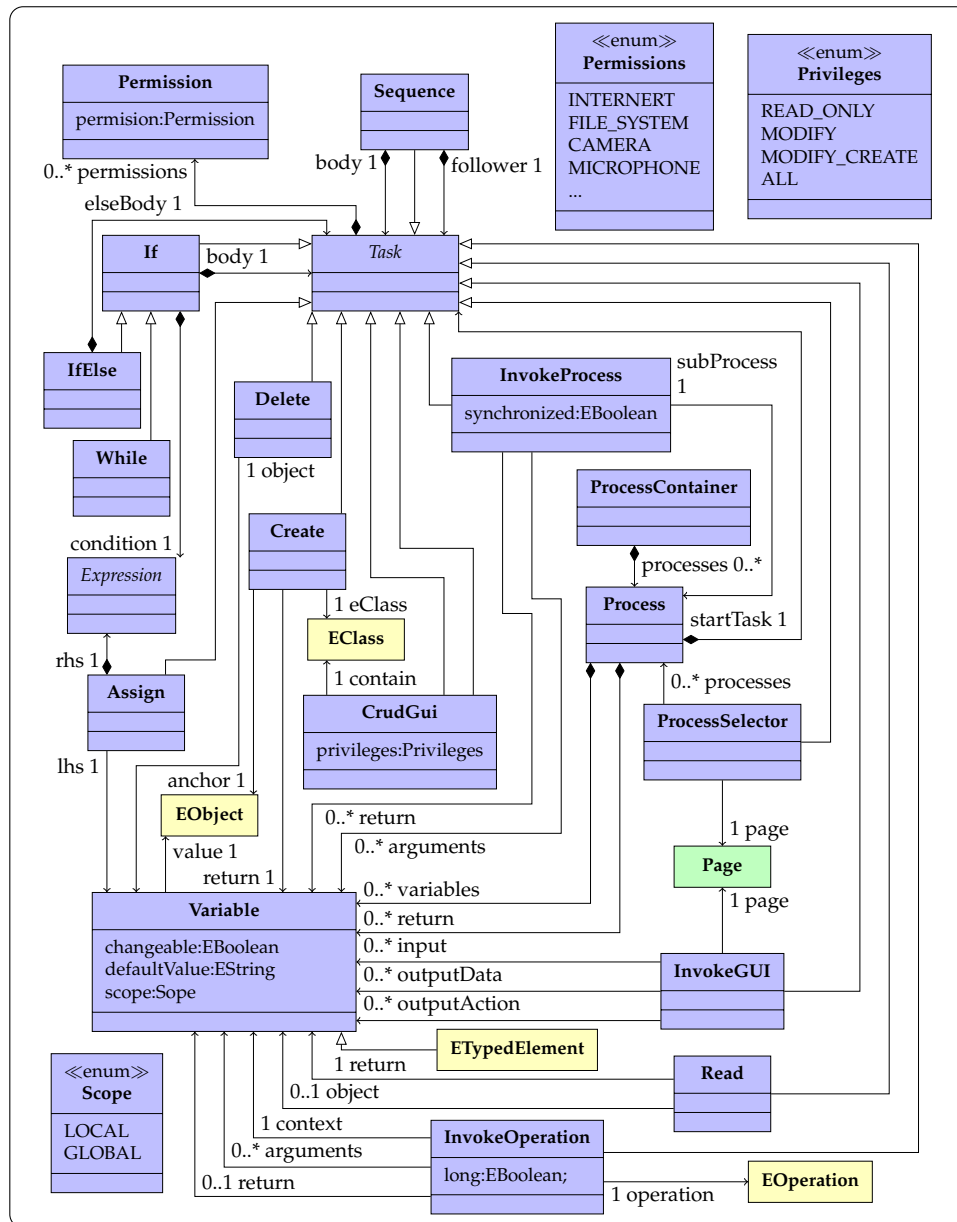 ≪enum≫
Permissions
INTERNERT
FILE_SYSTEM
CAMERA
MICROPHONE
...
≪enum≫
Privileges
READ_ONLY
MODIFY
MODIFY_CREATE
ALL
Permission
permision:Permission
Sequence
body 1
follower 1
0..* permissions
elseBody 1
If
body 1
Task
IfElse
While
Delete
1 object
InvokeProcess
synchronized:EBoolean
subProcess
1
ProcessContainer
processes 0..*
Create
condition 1
Expression
1 eClass
EClass
1 contain
Process
startTask 1
rhs 1
Assign
lhs 1
CrudGui
privileges:Privileges
0..* processes
ProcessSelector
anchor 1
EObject
value 1
return 1
0..* return
0..* arguments
1 page
Page
1 page
Variable
changeable:EBoolean
defaultValue:EString
scope:Sope
0..* variables
0..* return
0..* input
0..* outputData
0..* outputAction
InvokeGUI
ETypedElement
1 return
0..1 object
Read
≪enum≫
Scope
LOCAL
GLOBAL
1 context
0..* arguments
0..1 return
InvokeOperation
long:EBoolean;
1 operation
EOperation